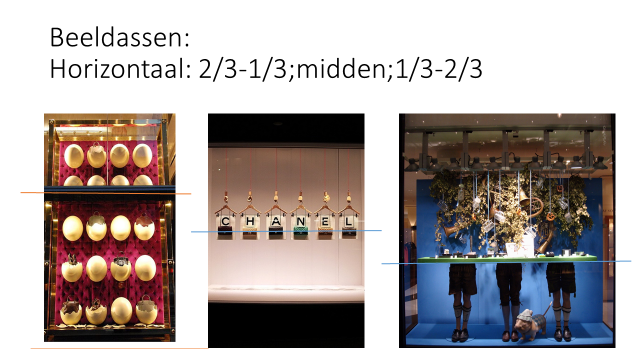 Beeldassen:
Horizontaal: 2/3-1/3;midden;1/3-2/3
CHANEL